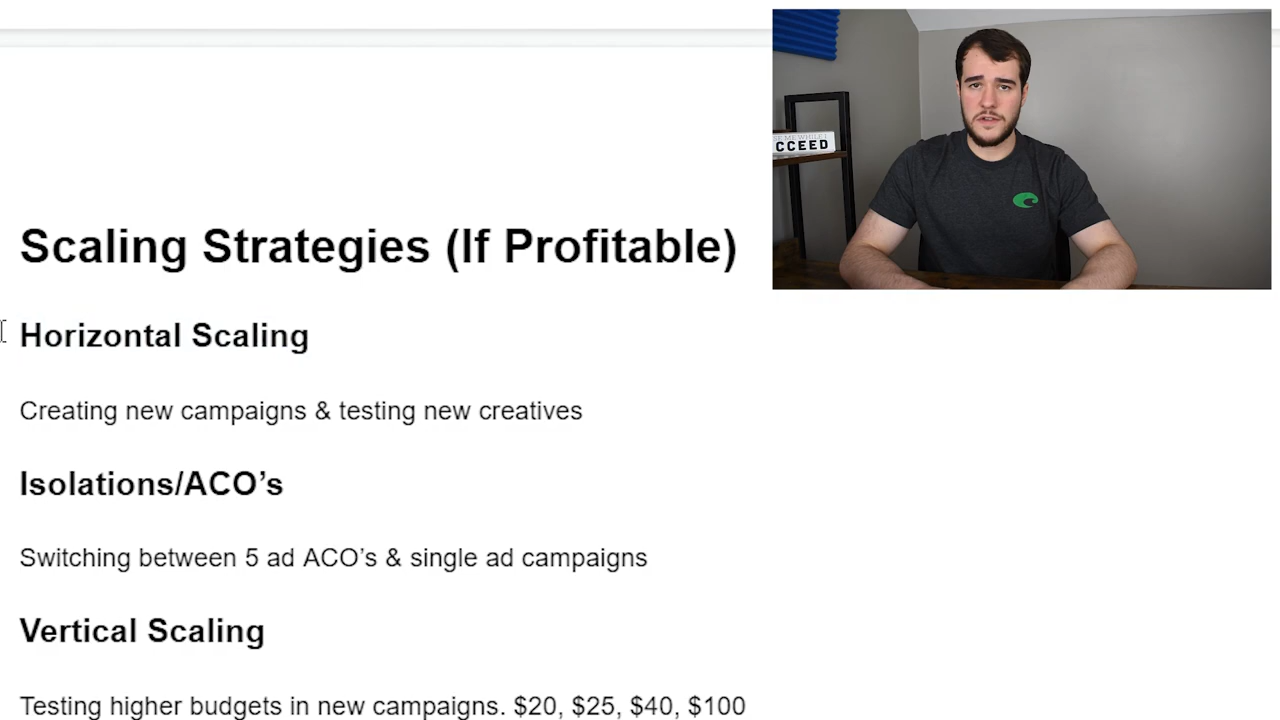 CCEED
Scaling Strategies (If Profitable)
Horizontal Scaling
Creating new campaigns & testing new creatives
Isolations/ACO’s
Switching between 5 ad ACO’s & single ad campaigns
Vertical Scaling
Testing higher budgets in new campaigns. $20, $25, $40, $100